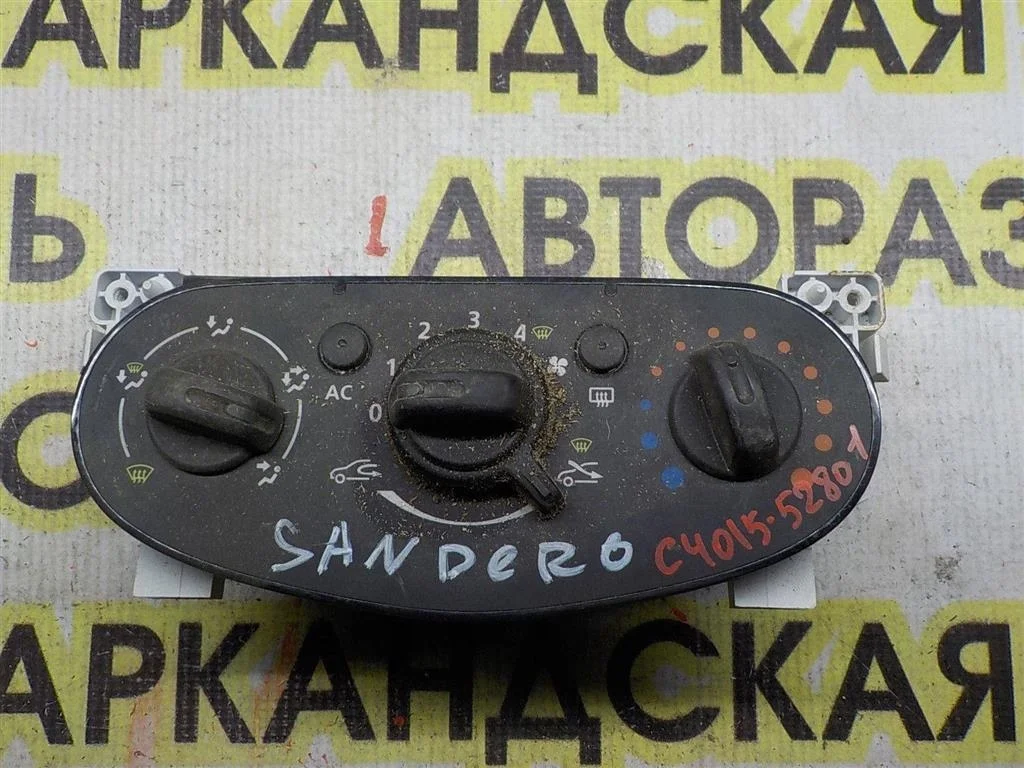 АРКАНДСКАЯ
Ь АВТОРАЗ
1
2
3
4
AC
1
0
SANDERO
C4015-52801
АРКАНДСКАЯ